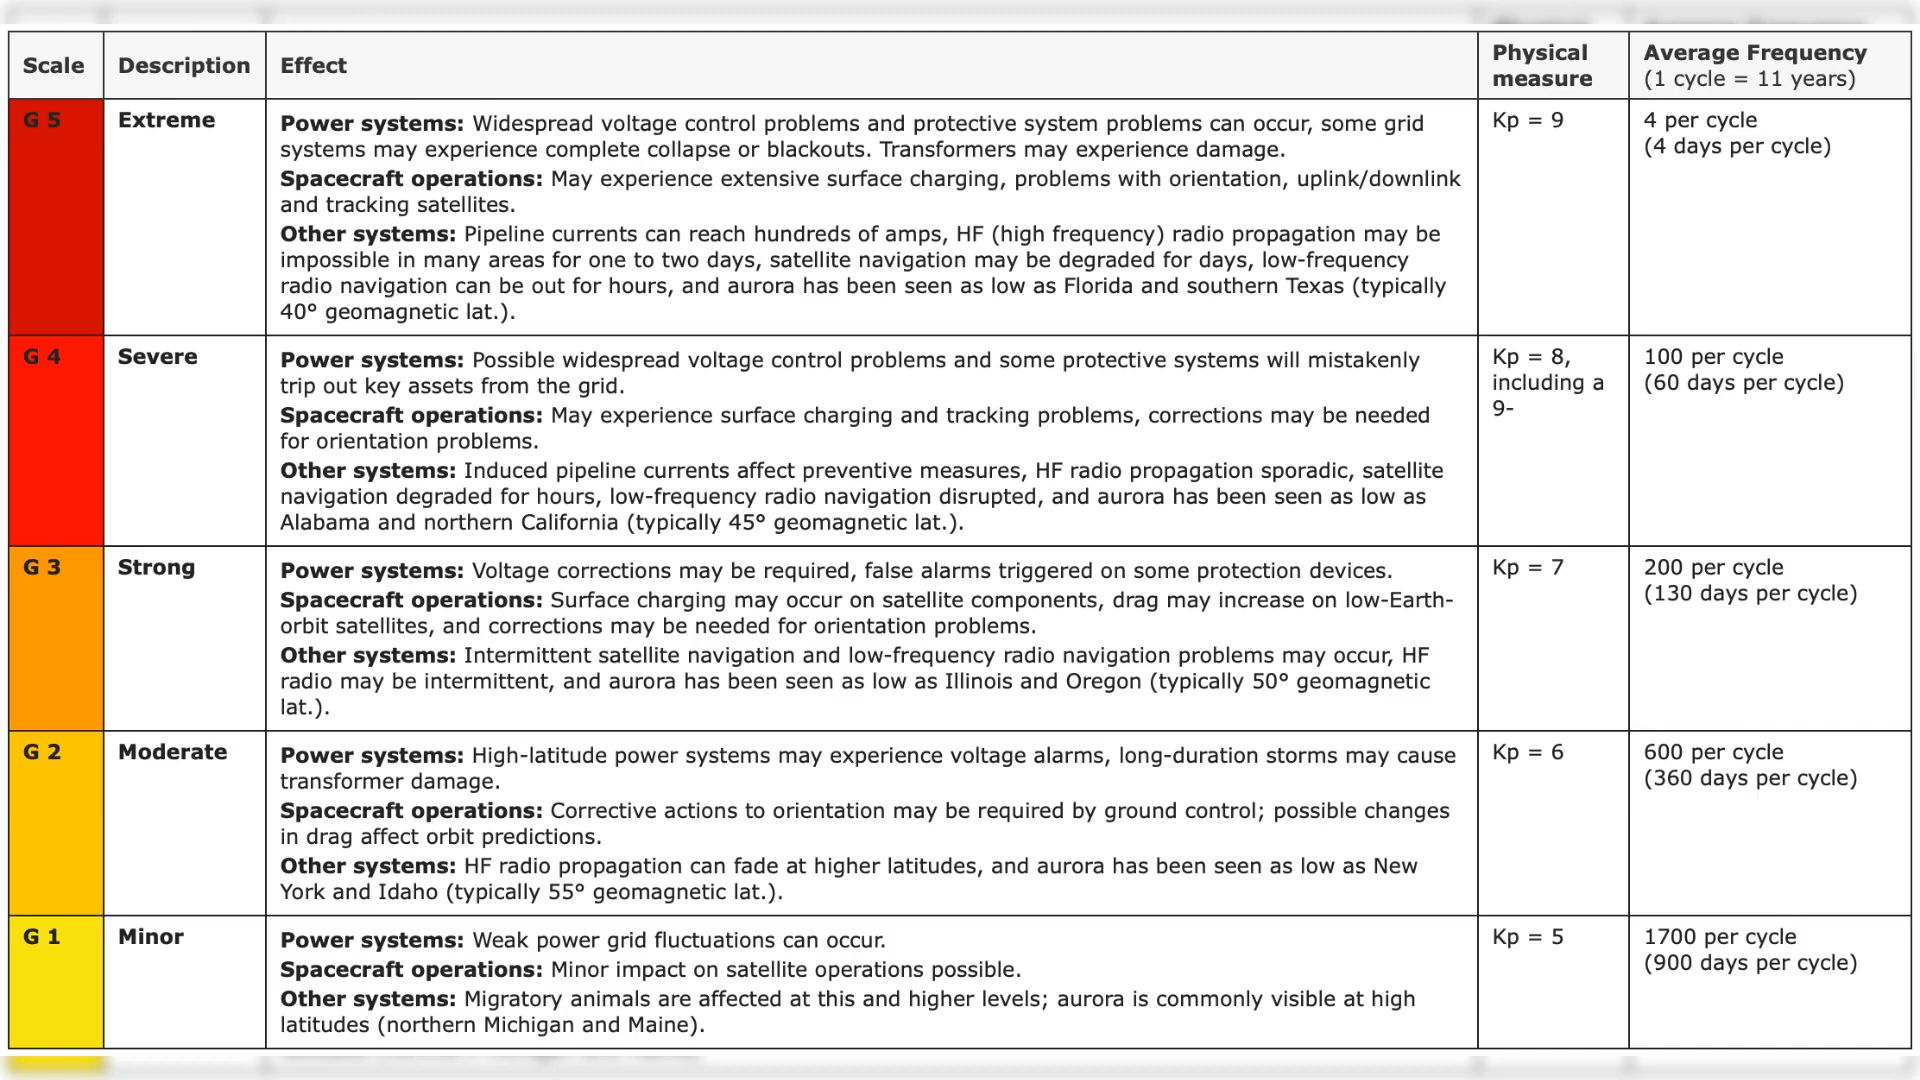 Scale
Description
Effect
Physical
measure
Average Frequency
(1 cycle = 11 years)
G 5
Extreme
Power systems: Widespread voltage control problems and protective system problems can occur, some grid
systems may experience complete collapse or blackouts. Transformers may experience damage.
Spacecraft operations: May experience extensive surface charging, problems with orientation, uplink/downlink
and tracking satellites.
Other systems: Pipeline currents can reach hundreds of amps, HF (high frequency) radio propagation may be
impossible in many areas for one to two days, satellite navigation may be degraded for days, low-frequency
radio navigation can be out for hours, and aurora has been seen as low as Florida and southern Texas (typically
40° geomagnetic lat.).
Kp = 9
4 per cycle
(4 days per cycle)
G 4
Severe
Power systems: Possible widespread voltage control problems and some protective systems will mistakenly
trip out key assets from the grid.
Spacecraft operations: May experience surface charging and tracking problems, corrections may be needed
for orientation problems.
Other systems: Induced pipeline currents affect preventive measures, HF radio propagation sporadic, satellite
navigation degraded for hours, low-frequency radio navigation disrupted, and aurora has been seen as low as
Alabama and northern California (typically 45° geomagnetic lat.).
Kp = 8,
including a
9-
100 per cycle
(60 days per cycle)
G 3
Strong
Power systems: Voltage corrections may be required, false alarms triggered on some protection devices.
Spacecraft operations: Surface charging may occur on satellite components, drag may increase on low-Earth-
orbit satellites, and corrections may be needed for orientation problems.
Other systems: Intermittent satellite navigation and low-frequency radio navigation problems may occur, HF
radio may be intermittent, and aurora has been seen as low as Illinois and Oregon (typically 50° geomagnetic
lat.).
Kp = 7
200 per cycle
(130 days per cycle)
G 2
Moderate
Power systems: High-latitude power systems may experience voltage alarms, long-duration storms may cause
transformer damage.
Spacecraft operations: Corrective actions to orientation may be required by ground control; possible changes
in drag affect orbit predictions.
Other systems: HF radio propagation can fade at higher latitudes, and aurora has been seen as low as New
York and Idaho (typically 55° geomagnetic lat.).
Kp = 6
600 per cycle
(360 days per cycle)
G 1
Minor
Power systems: Weak power grid fluctuations can occur.
Spacecraft operations: Minor impact on satellite operations possible.
Other systems: Migratory animals are affected at this and higher levels; aurora is commonly visible at high
latitudes (northern Michigan and Maine).
Kp = 5
1700 per cycle
(900 days per cycle)